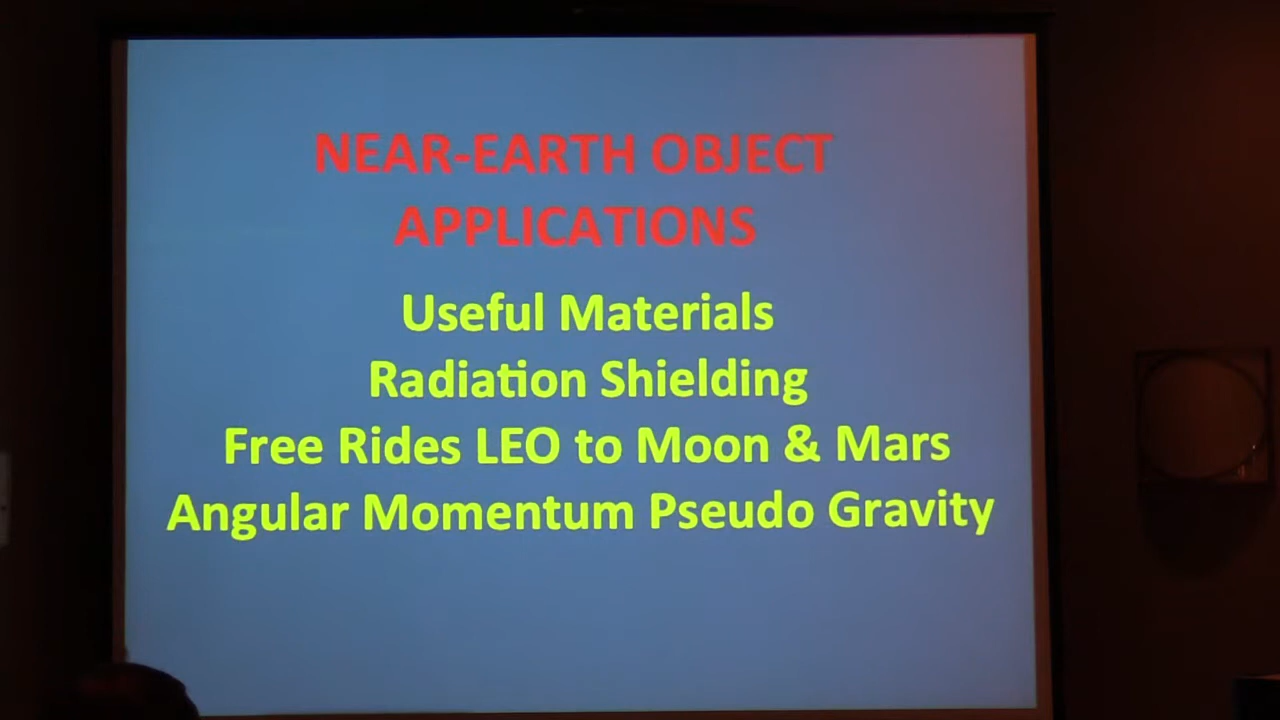 NEAR-EARTH OBJECT
APPLICATIONS
Useful Materials
Radiation Shielding
Free Rides LEO to Moon & Mars
Angular Momentum Pseudo Gravity